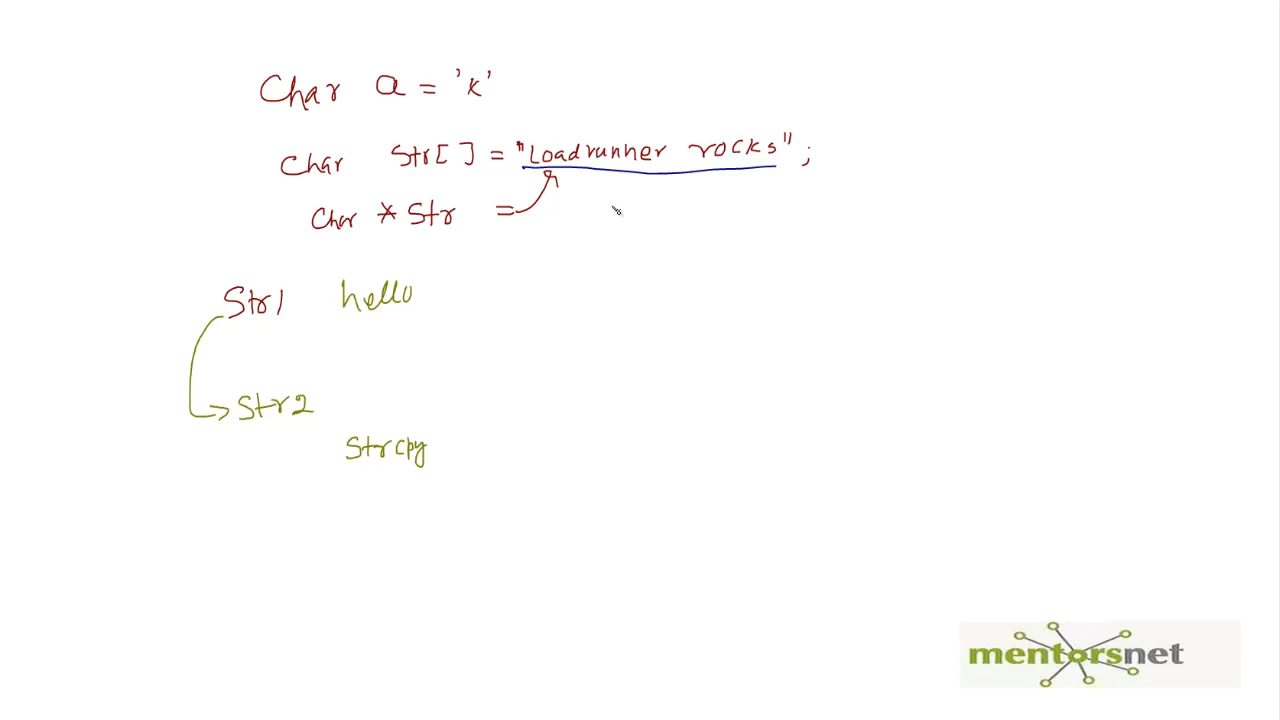 Char a = 'k'
Char Str[ ] = "Loadrunner rocks" ;
Char * Str =
Str1 hello
Str2
Strcpy
mentorsnet